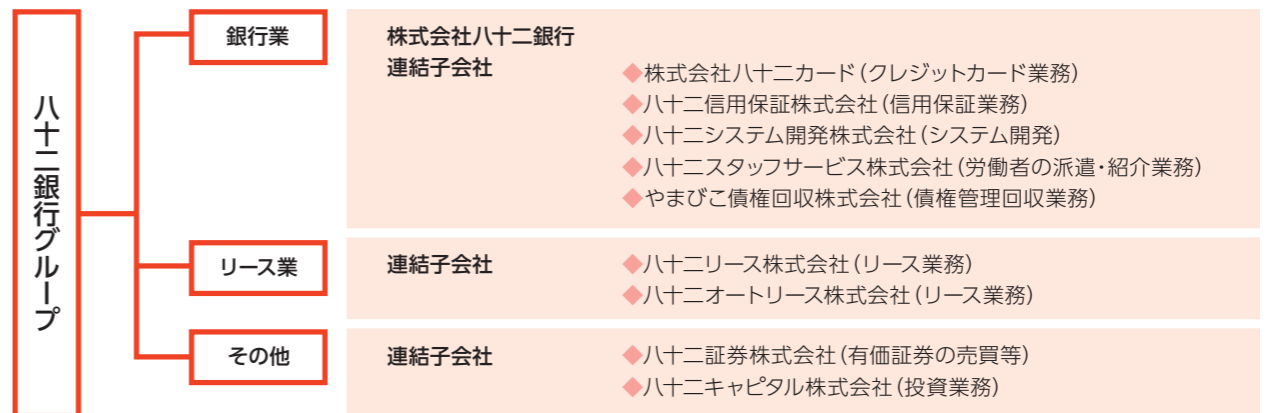 八十二銀行グループ
銀行業
株式会社八十二銀行
連結子会社
◆株式会社八十二カード(クレジットカード業務)
◆八十二信用保証株式会社(信用保証業務)
◆八十二システム開発株式会社(システム開発)
◆八十二スタッフサービス株式会社(労働者の派遣・紹介業務)
◆やまびこ債権回収株式会社(債権管理回収業務)
リース業
連結子会社
◆八十二リース株式会社(リース業務)
◆八十二オートリース株式会社(リース業務)
その他
連結子会社
◆八十二証券株式会社(有価証券の売買等)
◆八十二キャピタル株式会社(投資業務)